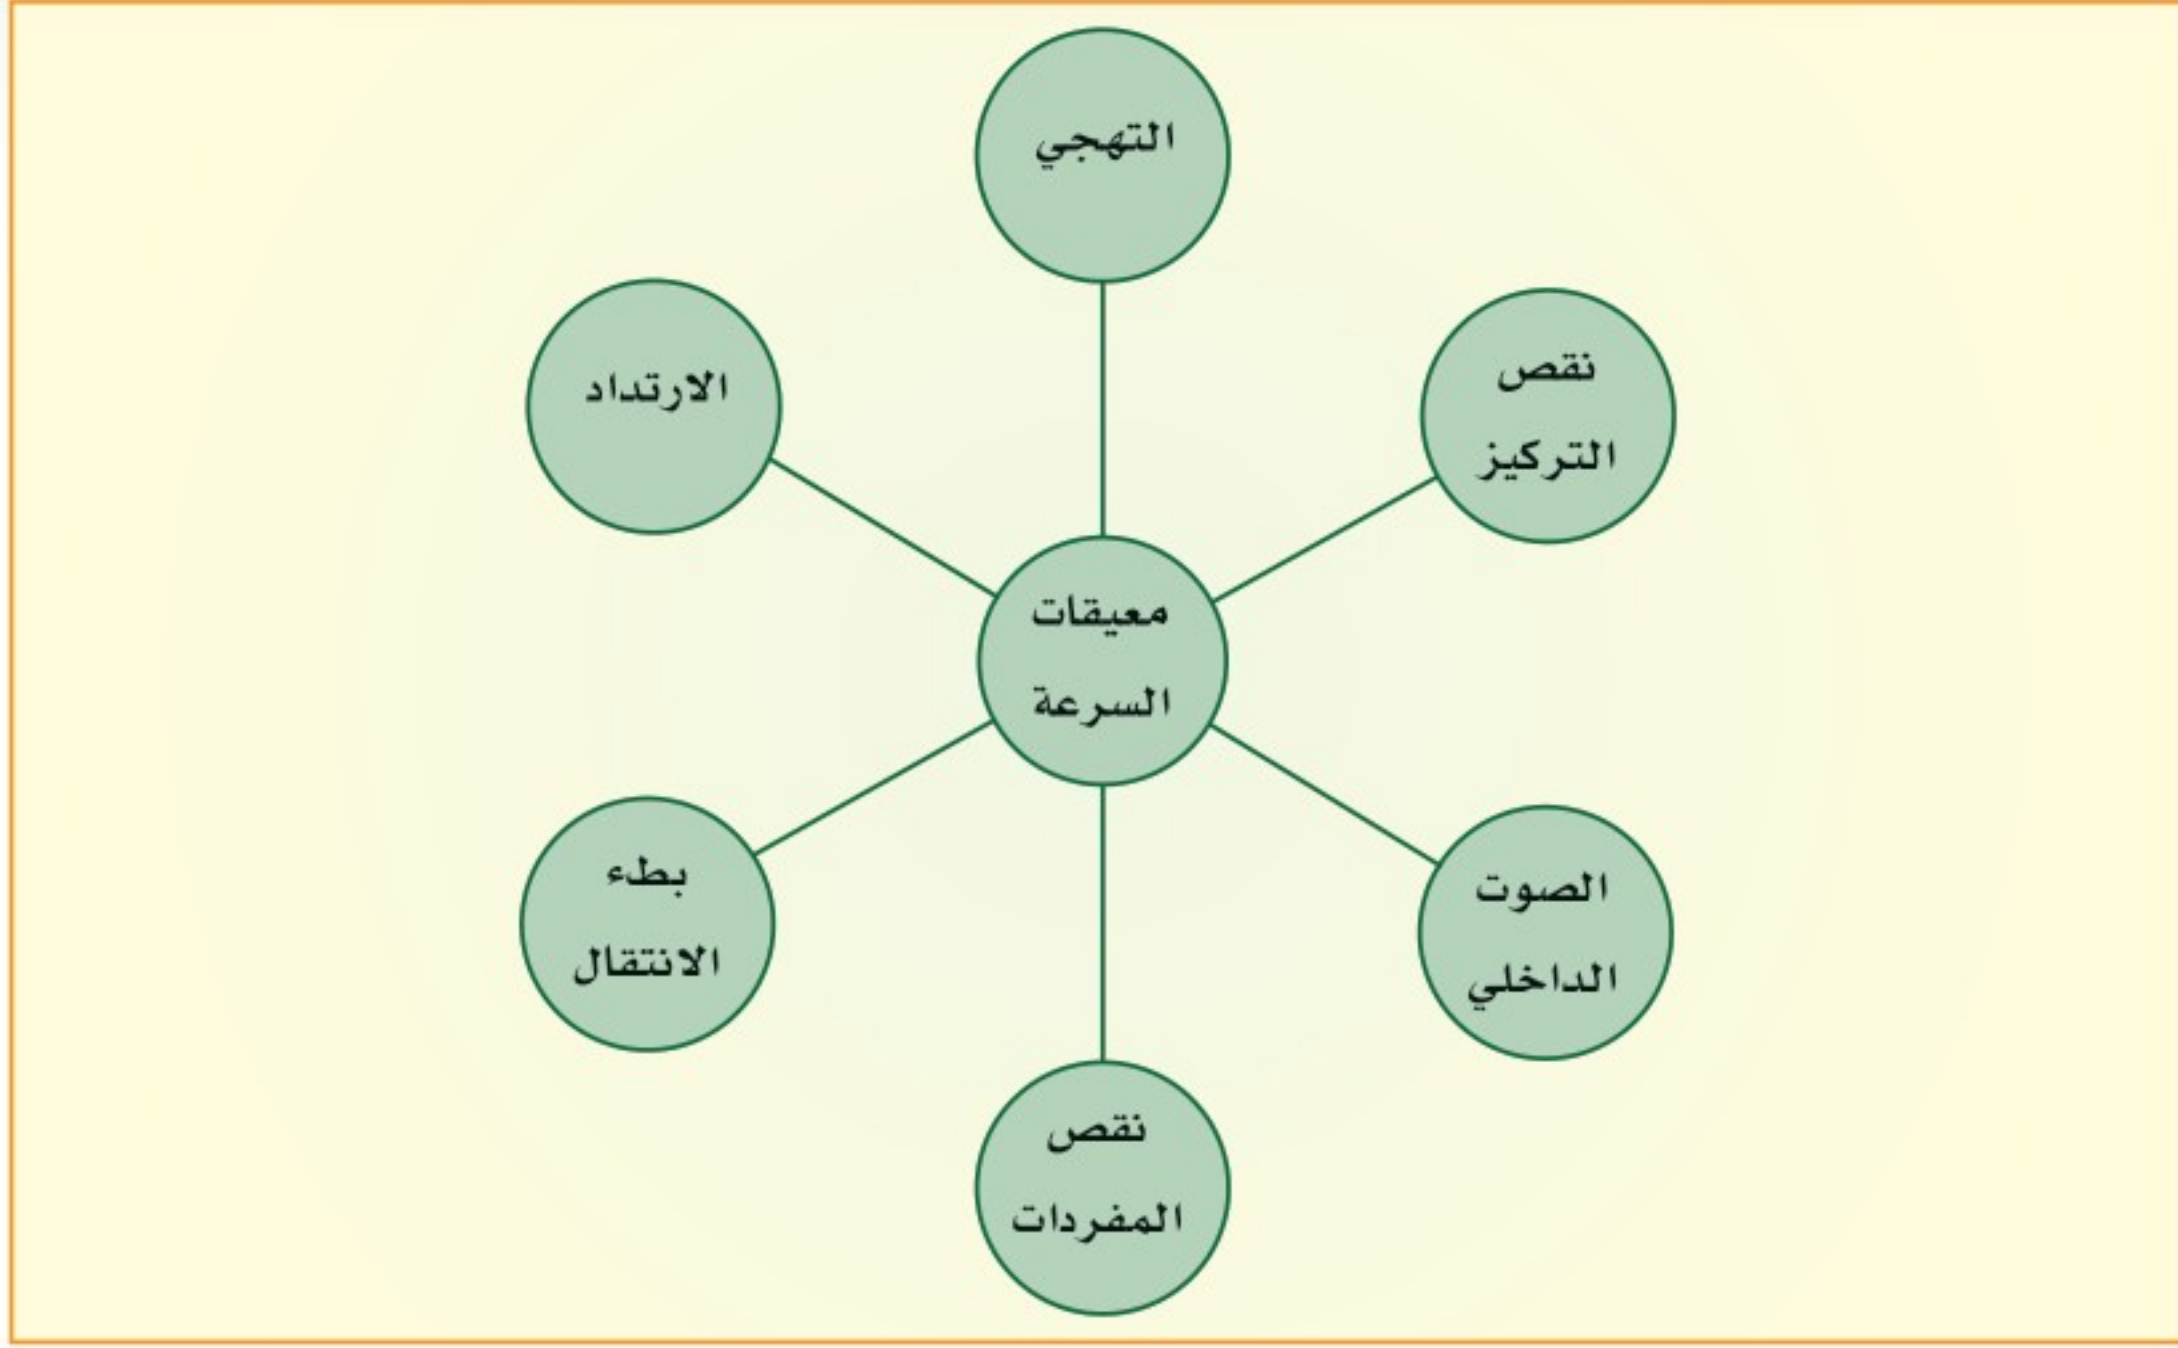 التهجي
نقص
التركيز
الارتداد
معيقات
السرعة
الصوت
الداخلي
بطء
الانتقال
نقص
المفردات